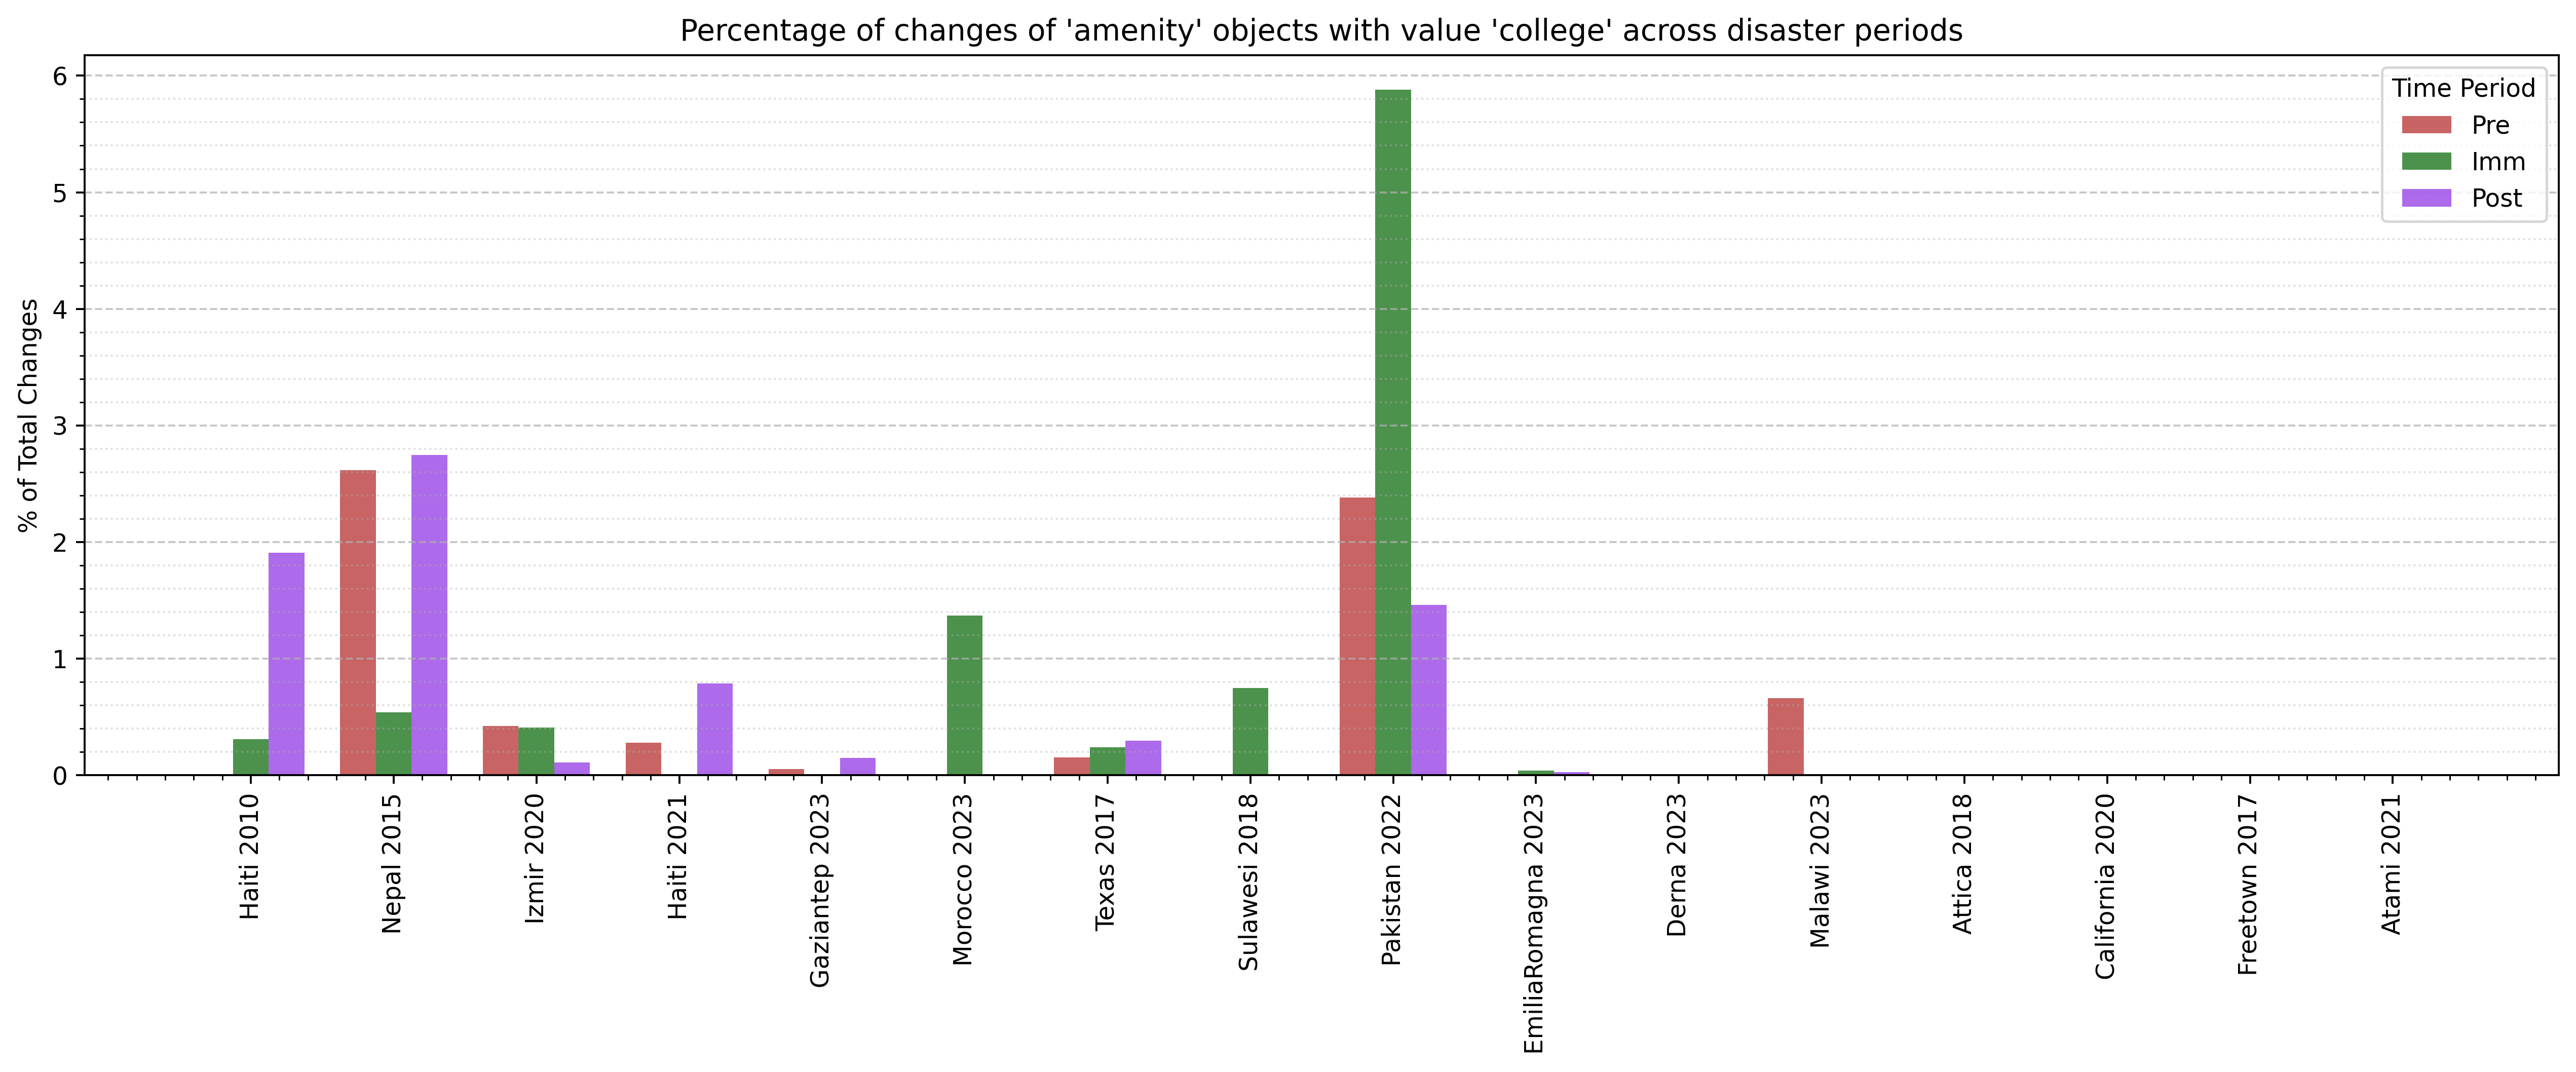 Percentage of changes of 'amenity' objects with value 'college' across disaster periods
% of Total Changes
6
5
4
3
2
1
0
Time Period
Pre
Imm
Post
Haiti 2010
Nepal 2015
Izmir 2020
Haiti 2021
Gaziantep 2023
Morocco 2023
Texas 2017
Sulawesi 2018
Pakistan 2022
EmiliaRomagna 2023
Derna 2023
Malawi 2023
Attica 2018
California 2020
Freetown 2017
Atami 2021